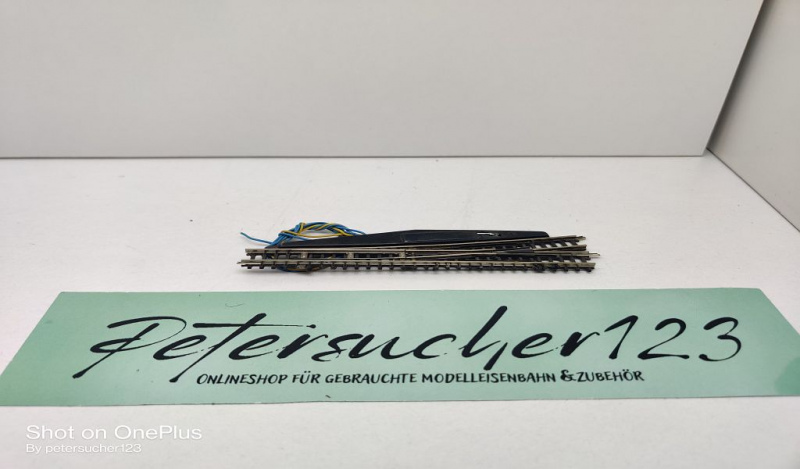 Petersucher123
ONLINESHOP FÜR GEBRAUCHTE MODELLEISENBAHN &ZUBEHÖR
Shot on OnePlus
By petersucher123